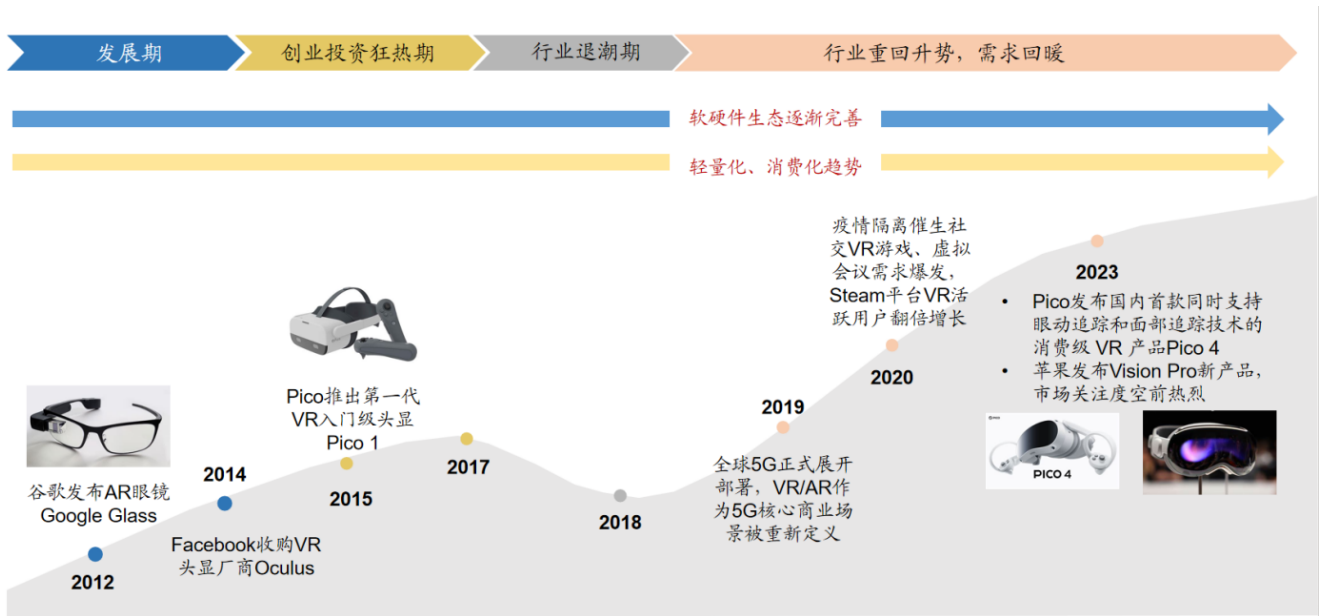 发展期
创业投资狂热期
行业退潮期
行业重回升势，需求回暖
软硬件生态逐渐完善
轻量化、消费化趋势
谷歌发布AR眼镜
Google Glass
2012
2014
Facebook收购VR
头显厂商Oculus
Pico推出第一代
VR入门级头显
Pico 1
2015
2017
2018
2019
全球5G正式展开
部署，VR/AR作
为5G核心商业场
景被重新定义
疫情隔离催生社
交VR游戏、虚拟
会议需求爆发，
Steam平台VR活
跃用户翻倍增长
2020
2023
• Pico发布国内首款同时支持
眼动追踪和面部追踪技术的
消费级 VR 产品Pico 4
• 苹果发布Vision Pro新产品，
市场关注度空前热烈
PICO 4